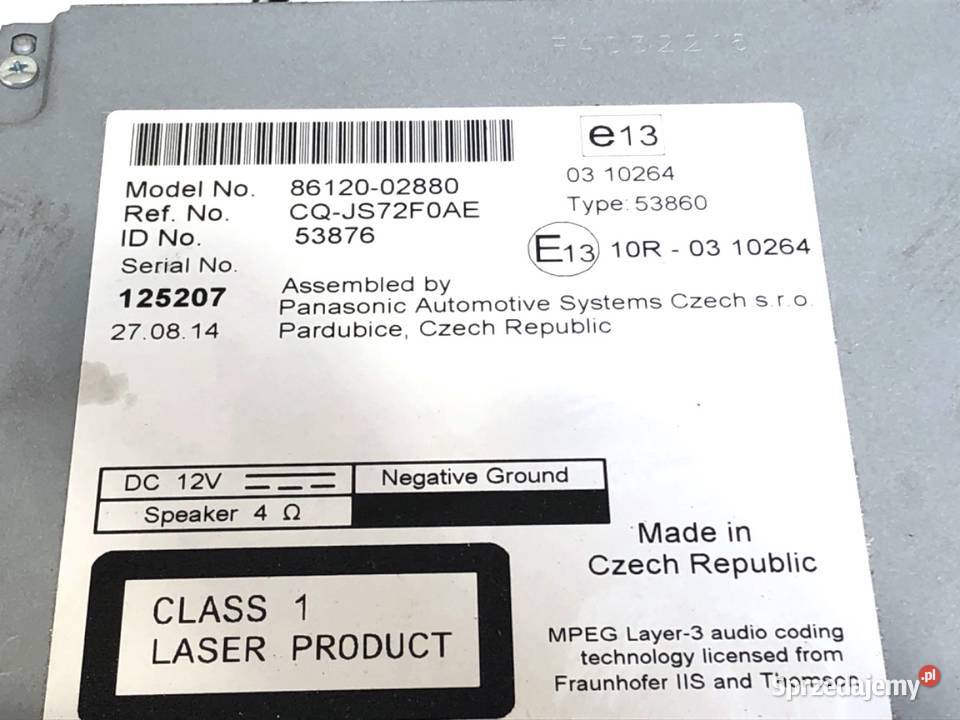 e13
03 10264
Type: 53860
E13 10R - 03 10264
Model No. 86120-02880
Ref. No. CQ-JS72F0AE
ID No. 53876
Serial No.
125207
27.08.14
Assembled by
Panasonic Automotive Systems Czech s.r.o.
Pardubice, Czech Republic
DC 12V
Negative Ground
Speaker 4 Ω
Made in
Czech Republic
CLASS 1
LASER PRODUCT
MPEG Layer-3 audio coding
technology licensed from
Fraunhofer IIS and Thomson
Sprzedajemy.pl